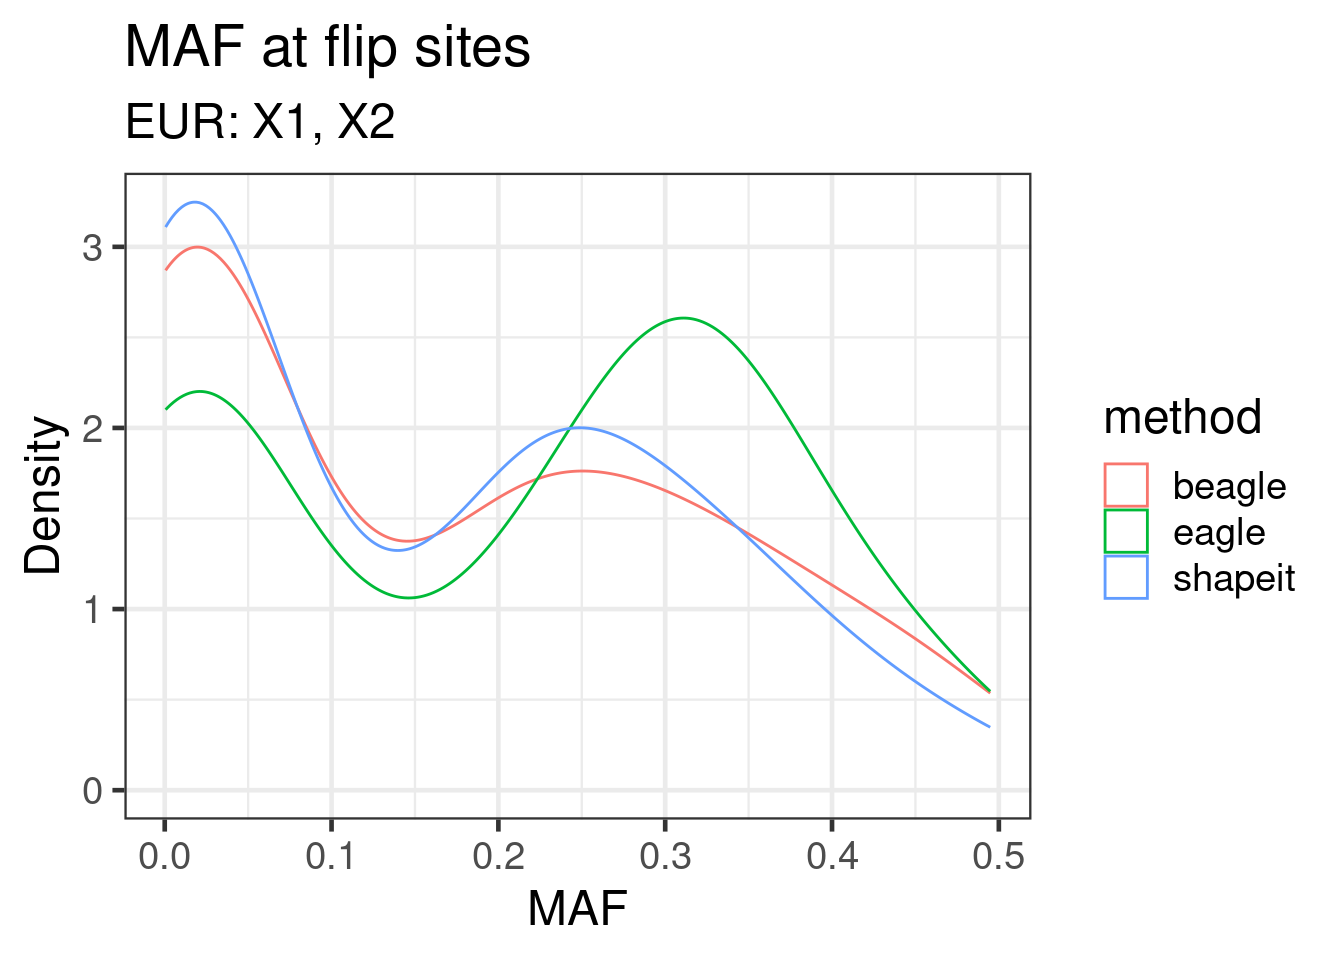 MAF at flip sites
EUR: X1, X2
Density
3
2
1
0
0.0 0.1 0.2 0.3 0.4 0.5
MAF
method
beagle
eagle
shapeit